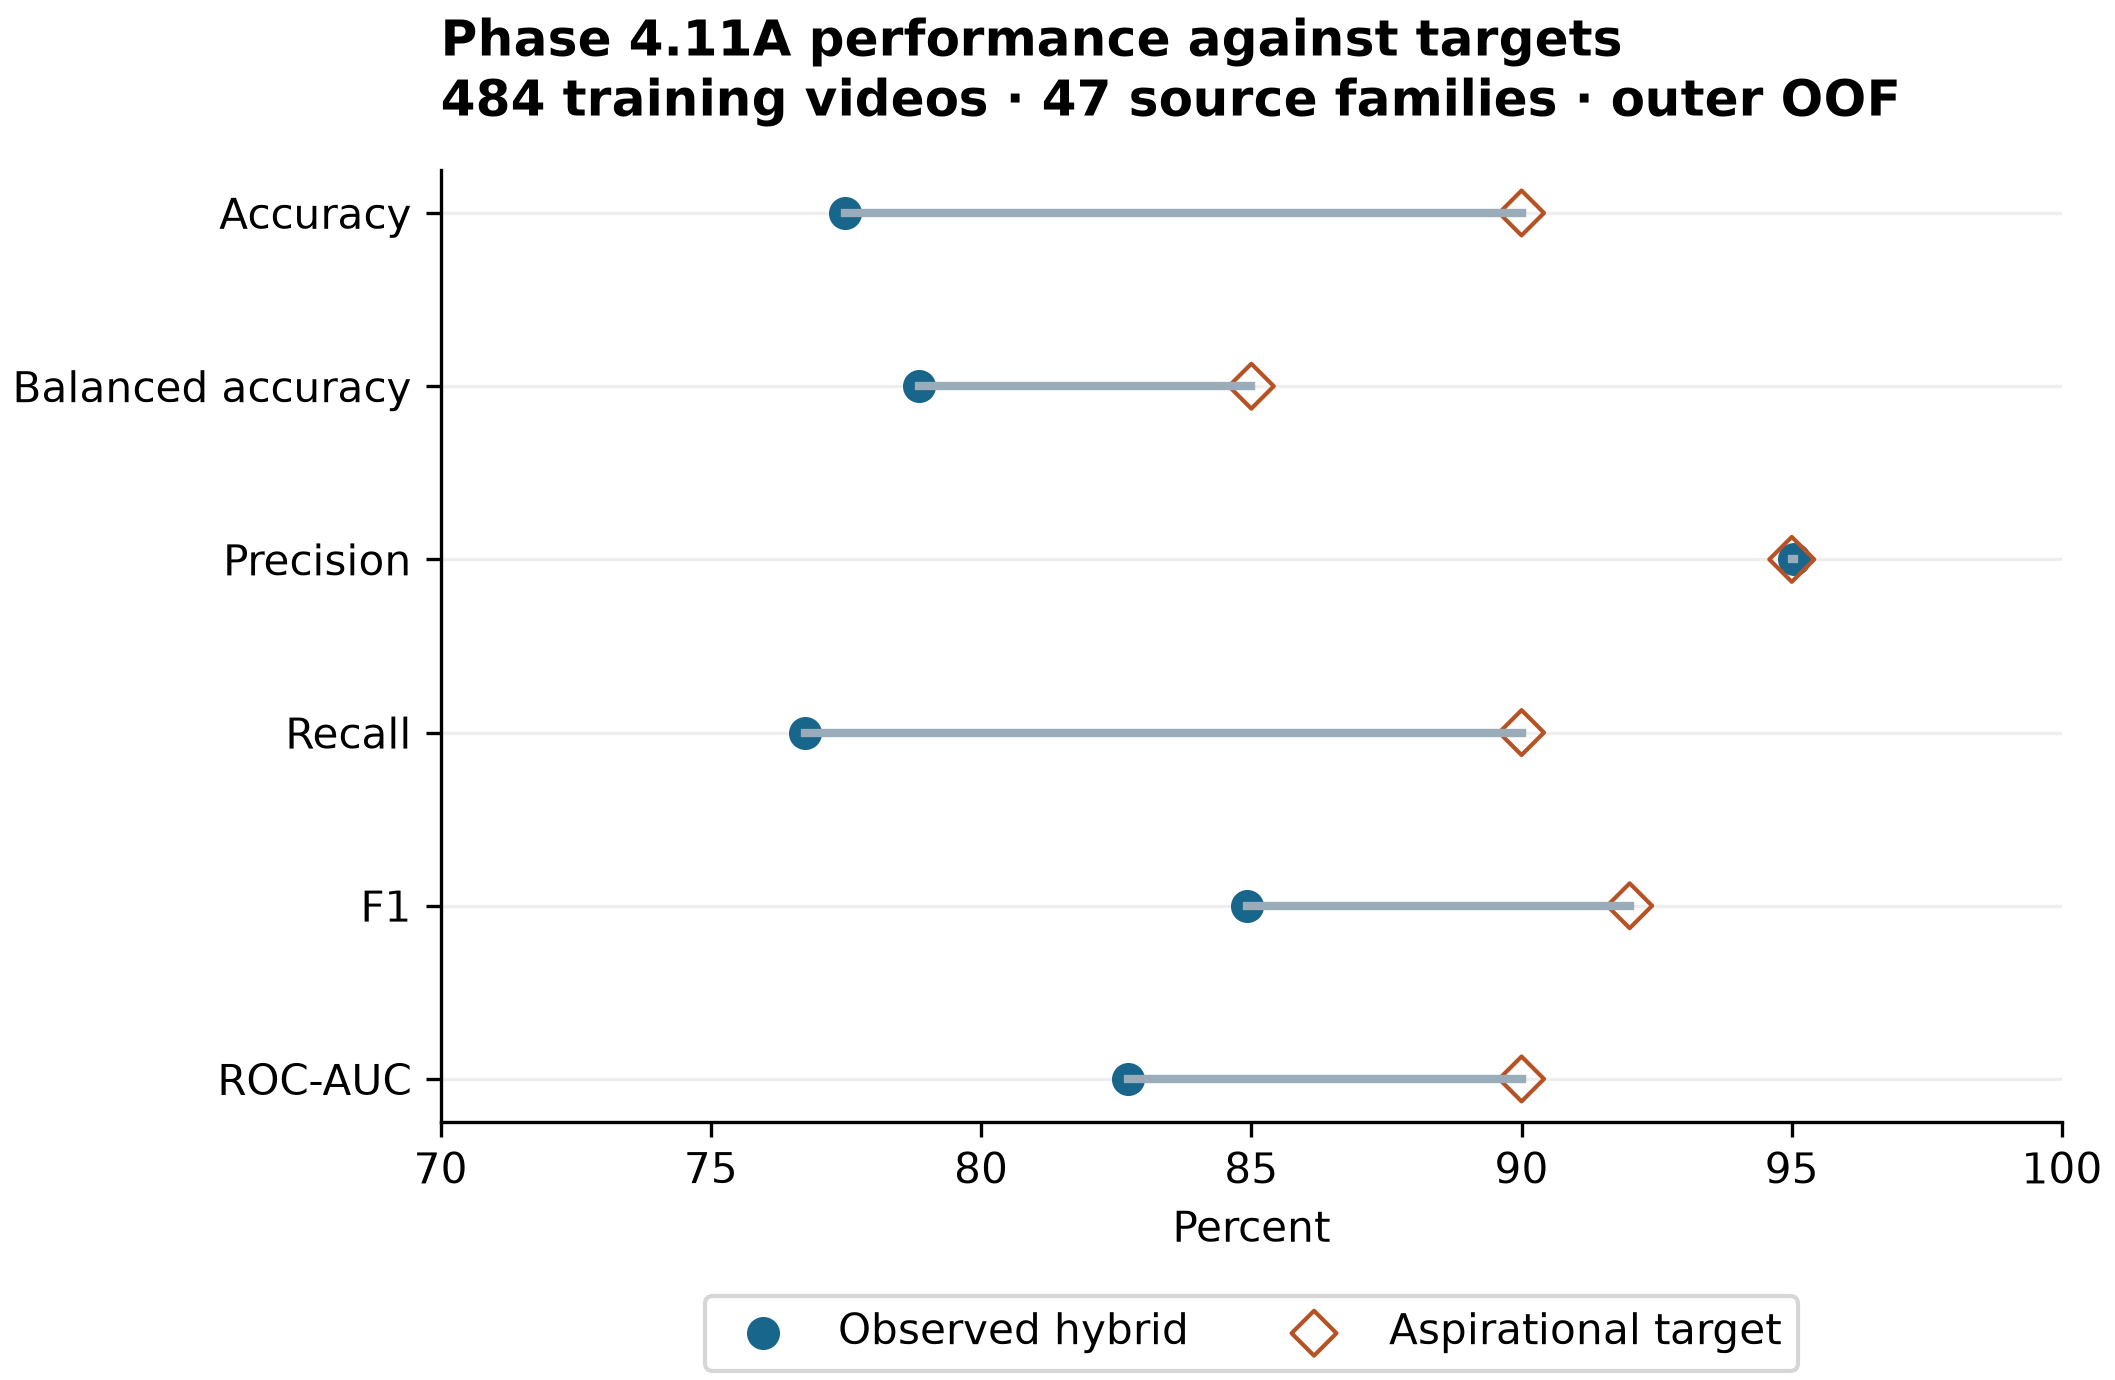 Phase 4.11A performance against targets
484 training videos · 47 source families · outer OOF
Accuracy
Balanced accuracy
Precision
Recall
F1
ROC-AUC
70 75 80 85 90 95 100
Percent
Observed hybrid Aspirational target